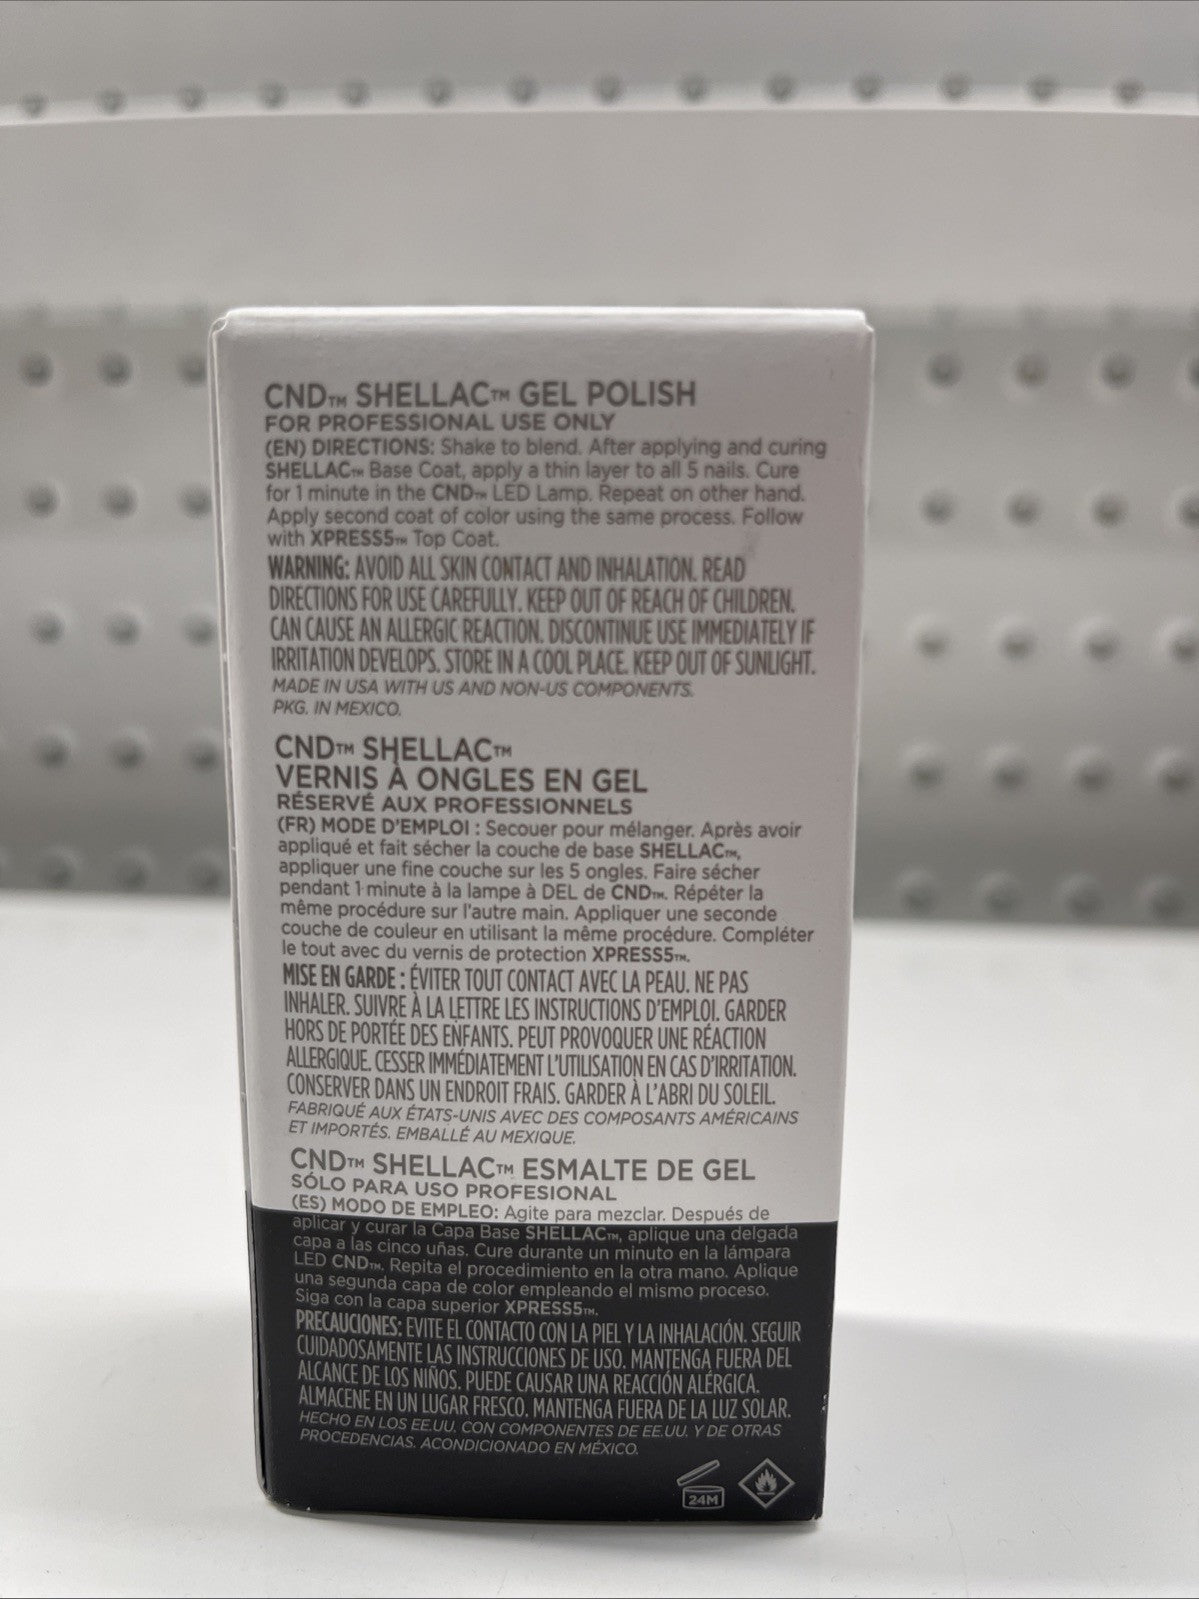 CND™ SHELLAC™ GEL POLISH
FOR PROFESSIONAL USE ONLY
(EN) DIRECTIONS: Shake to blend. After applying and curing
SHELLAC™ Base Coat, apply a thin layer to all 5 nails. Cure
for 1 minute in the CND™ LED Lamp. Repeat on other hand.
Apply second coat of color using the same process. Follow
with XPRESS5™ Top Coat.
WARNING: AVOID ALL SKIN CONTACT AND INHALATION. READ
DIRECTIONS FOR USE CAREFULLY. KEEP OUT OF REACH OF CHILDREN.
CAN CAUSE AN ALLERGIC REACTION. DISCONTINUE USE IMMEDIATELY IF
IRRITATION DEVELOPS. STORE IN A COOL PLACE. KEEP OUT OF SUNLIGHT.
MADE IN USA WITH US AND NON-US COMPONENTS.
PKG. IN MEXICO.
CND™ SHELLAC™
VERNIS À ONGLES EN GEL
RÉSERVÉ AUX PROFESSIONNELS
(FR) MODE D'EMPLOI : Secouer pour mélanger. Après avoir
appliqué et fait sécher la couche de base SHELLAC™,
appliquer une fine couche sur les 5 ongles. Faire sécher
pendant 1 minute à la lampe à DEL de CND™. Répéter la
même procédure sur l'autre main. Appliquer une seconde
couche de couleur en utilisant la même procédure. Compléter
le tout avec du vernis de protection XPRESS5™.
MISE EN GARDE : ÉVITER TOUT CONTACT AVEC LA PEAU. NE PAS
INHALER. SUIVRE À LA LETTRE LES INSTRUCTIONS D'EMPLOI. GARDER
HORS DE PORTÉE DES ENFANTS. PEUT PROVOQUER UNE RÉACTION
ALLERGIQUE. CESSER IMMÉDIATEMENT L'UTILISATION EN CAS D'IRRITATION.
CONSERVER DANS UN ENDROIT FRAIS. GARDER À L'ABRI DU SOLEIL.
FABRIQUÉ AUX ÉTATS-UNIS AVEC DES COMPOSANTS AMÉRICAINS
ET IMPORTÉS. EMBALLÉ AU MEXIQUE.
CND™ SHELLAC™ ESMALTE DE GEL
SÓLO PARA USO PROFESIONAL
(ES) MODO DE EMPLEO: Agite para mezclar. Después de
aplicar y curar la Capa Base SHELLAC™, aplique una delgada
capa a las cinco uñas. Cure durante un minuto en la lámpara
LED CND™. Repita el procedimiento en la otra mano. Aplique
una segunda capa de color empleando el mismo proceso.
Siga con la capa superior XPRESS5™.
PRECAUCIONES: EVITE EL CONTACTO CON LA PIEL Y LA INHALACIÓN. SEGUIR
CUIDADOSAMENTE LAS INSTRUCCIONES DE USO. MANTENGA FUERA DEL
ALCANCE DE LOS NIÑOS. PUEDE CAUSAR UNA REACCIÓN ALÉRGICA.
ALMACENE EN UN LUGAR FRESCO. MANTENGA FUERA DE LA LUZ SOLAR.
HECHO EN LOS EE.UU. CON COMPONENTES DE EE.UU. Y DE OTRAS
PROCEDENCIAS. ACONDICIONADO EN MÉXICO.
24M